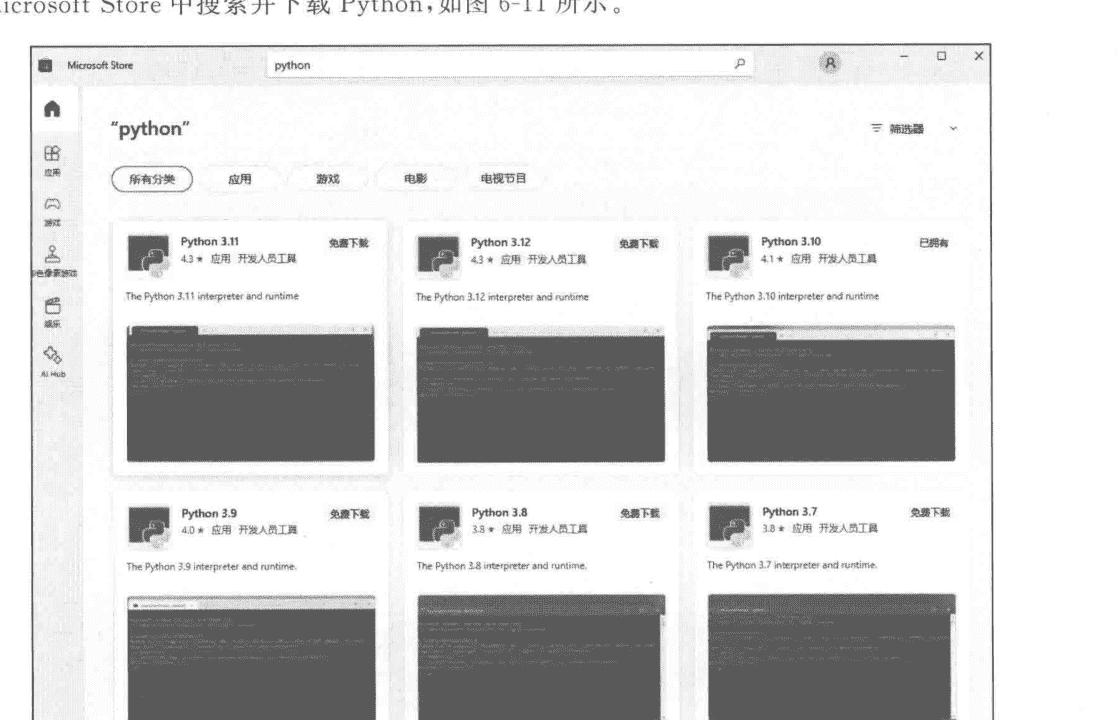 icrosoft Store 中搜索并下载 Python,如图 6-11 所示。
Microsoft Store
python
R
"python"
筛选器
应用
游戏
娱乐
AI Hub
所有分类 应用 游戏 电影 电视节目
Python 3.11 免费下载
4.3 ★ 应用 开发人员工具
The Python 3.11 interpreter and runtime
Python 3.12 免费下载
4.3 ★ 应用 开发人员工具
The Python 3.12 interpreter and runtime
Python 3.10 已拥有
4.1 ★ 应用 开发人员工具
The Python 3.10 interpreter and runtime
Python 3.9 免费下载
4.0 ★ 应用 开发人员工具
The Python 3.9 interpreter and runtime.
Python 3.8 免费下载
3.8 ★ 应用 开发人员工具
The Python 3.8 interpreter and runtime.
Python 3.7 免费下载
3.8 ★ 应用 开发人员工具
The Python 3.7 interpreter and runtime.